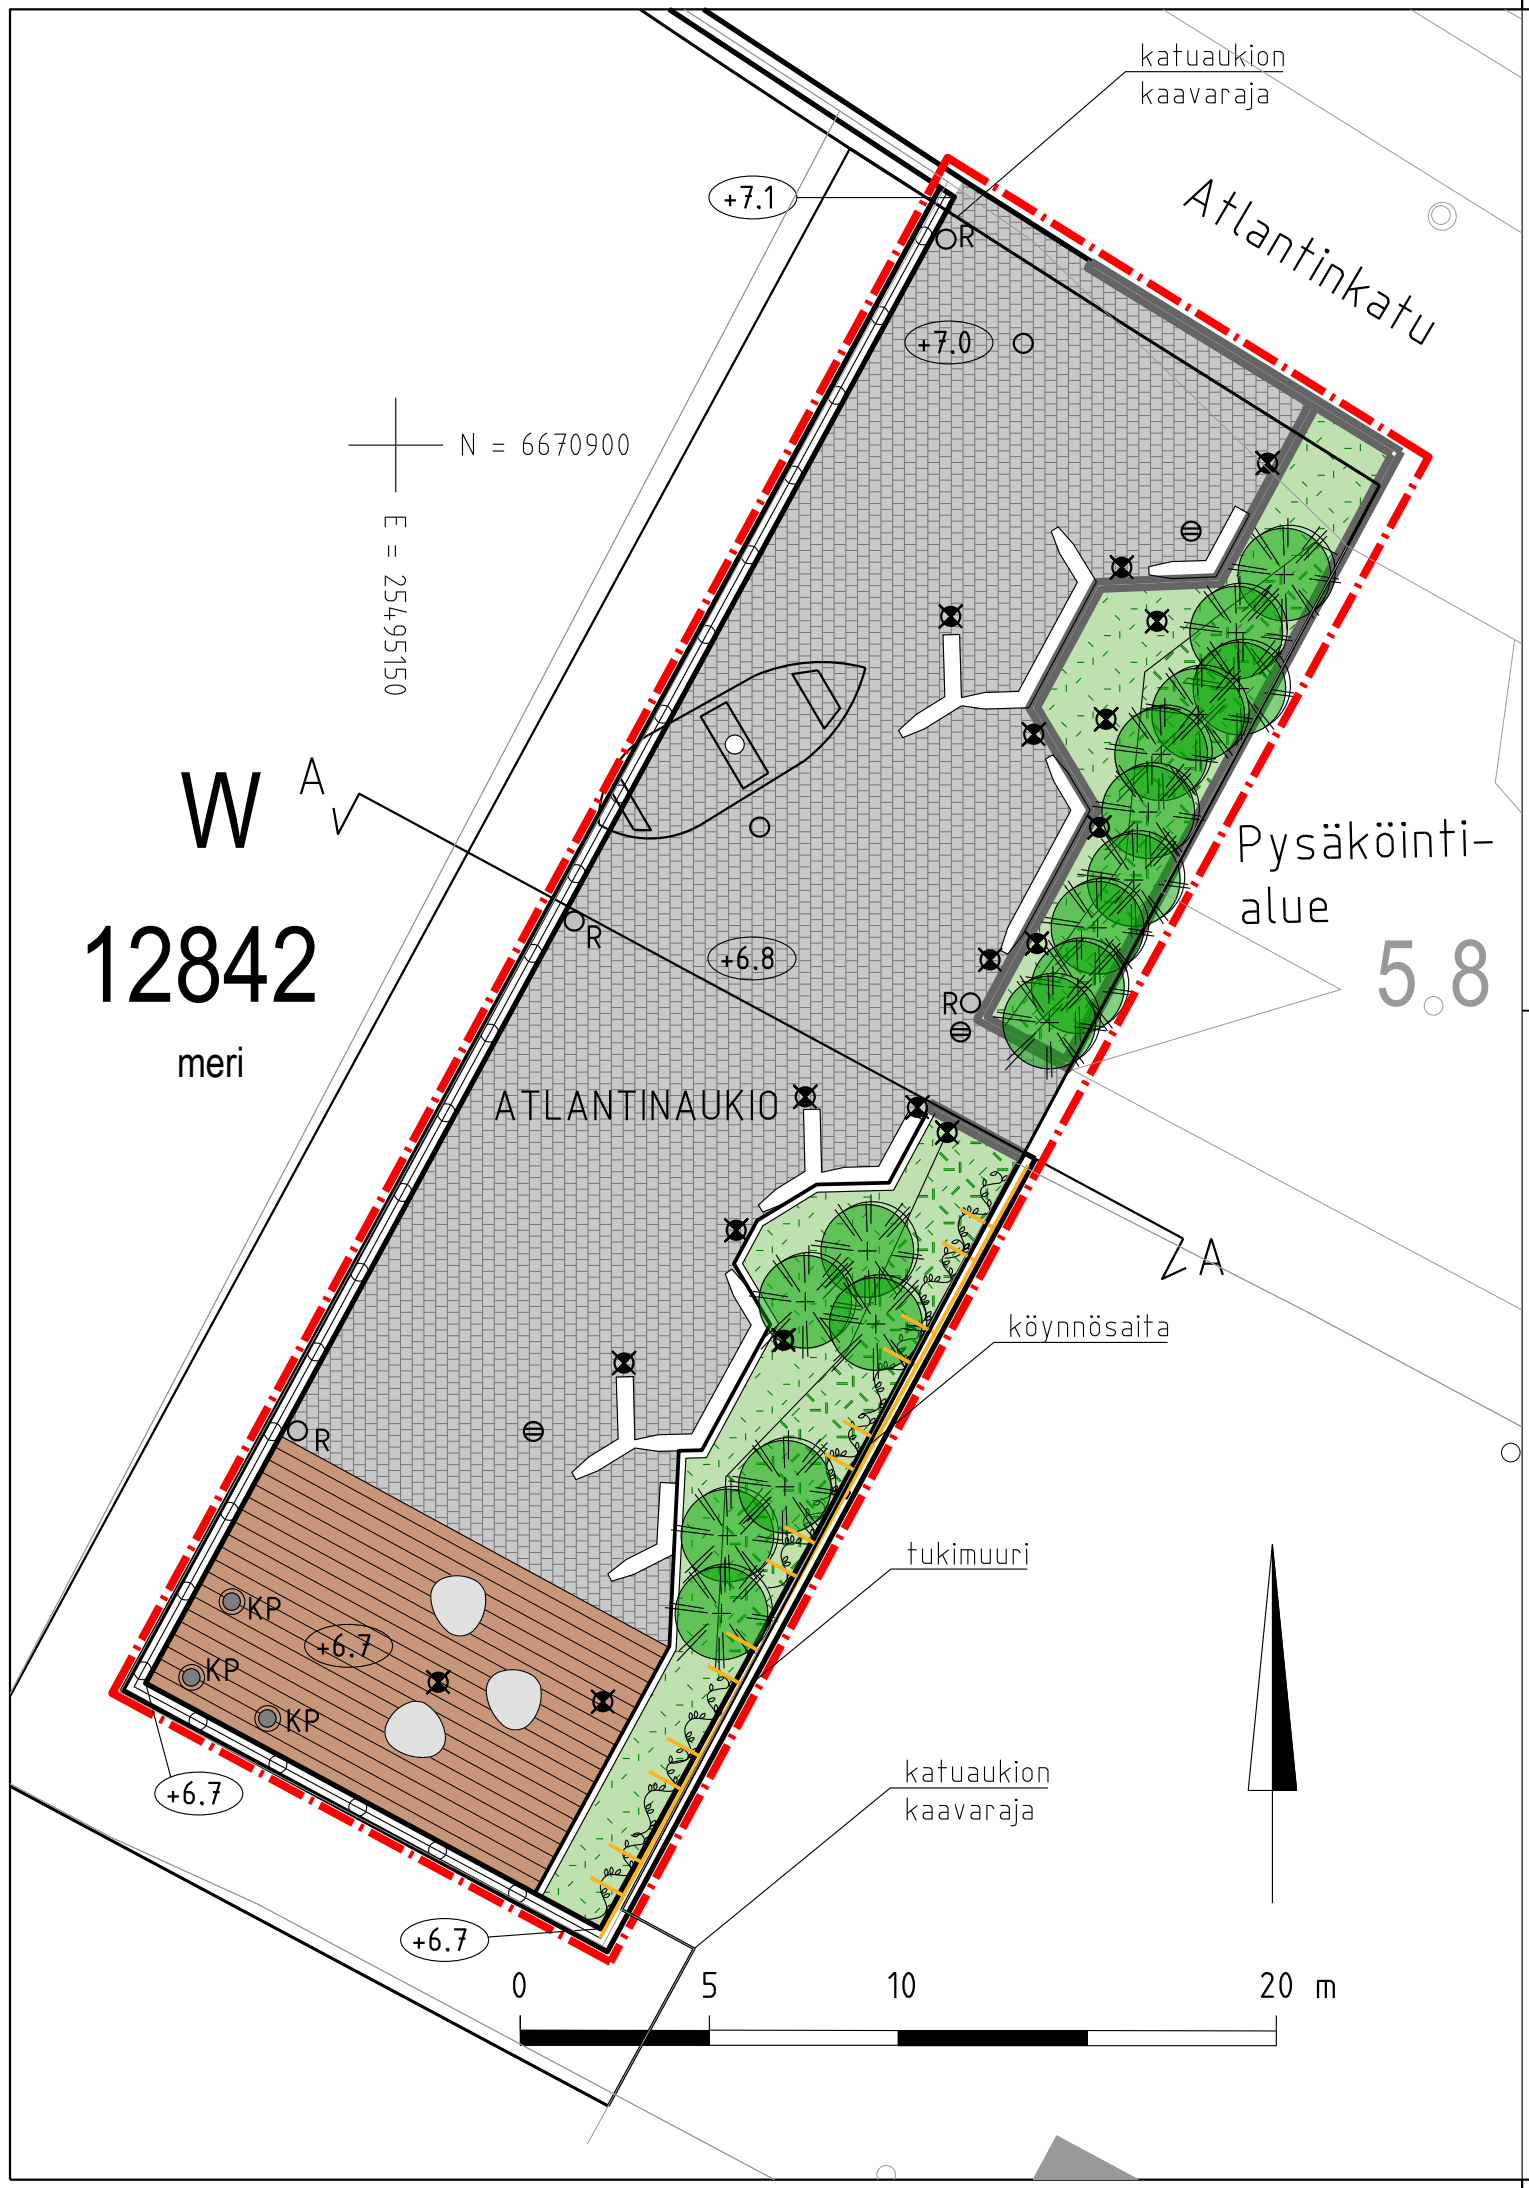 katuaukion
kaavaraja
Atlantinkatu
+7.1
R
+7.0
N = 6670900
E = 25495150
W
A
12842
meri
Pysäköinti-
alue
5.8
R
+6.8
R
ATLANTINAUKIO
A
köynnösaita
R
tukimuuri
KP
+6.7
KP
KP
+6.7
katuaukion
kaavaraja
+6.7
0 5 10 20 m